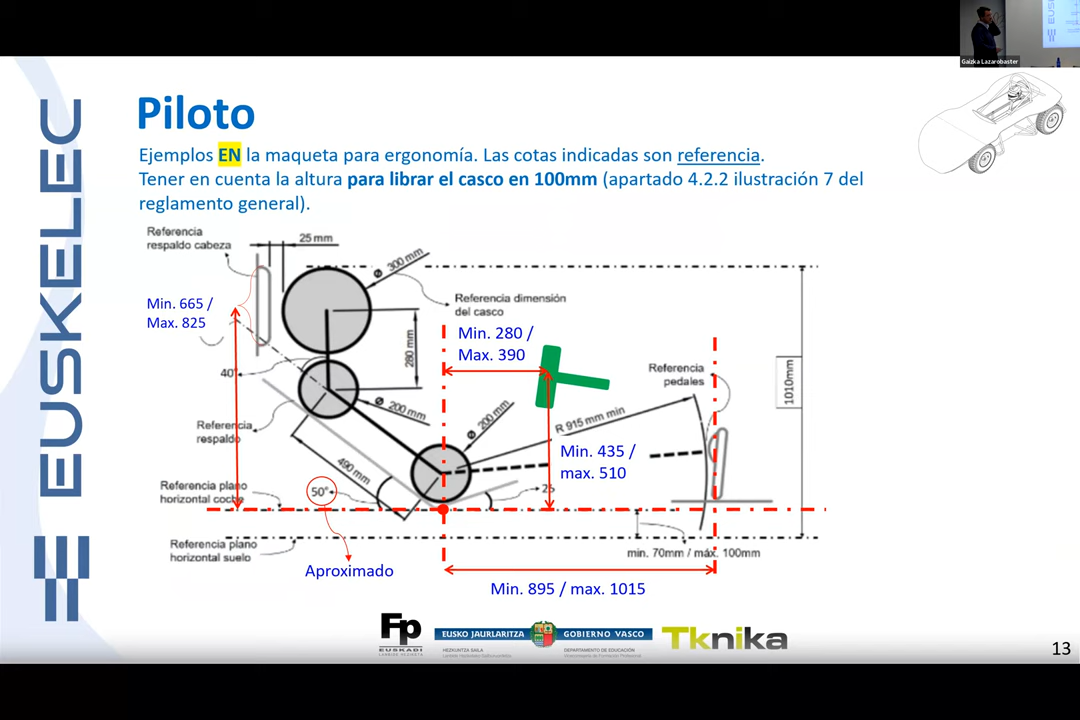 Gaizka Lazarobaster
EUSKELEC
Piloto
Ejemplos EN la maqueta para ergonomía. Las cotas indicadas son referencia.
Tener en cuenta la altura para librar el casco en 100mm (apartado 4.2.2 ilustración 7 del
reglamento general).
Referencia
respaldo cabeza
25 mm
Ø 300 mm
Referencia dimensión
del casco
Min. 665 /
Max. 825
Min. 280 /
Max. 390
280 mm
Referencia
pedales
1010mm
40°
Ø 200 mm
Ø 200 mm
R 915 mm min
Referencia
respaldo
Min. 435 /
max. 510
490 mm
Referencia plano
horizontal coche
50°
25
Referencia plano
horizontal suelo
min. 70mm / máx. 100mm
Aproximado
Min. 895 / max. 1015
Fp
EUSKADI
LANBIDE HEZIKETA
EUSKO JAURLARITZA
GOBIERNO VASCO
HEZKUNTZA SAILA
DEPARTAMENTO DE EDUCACIÓN
Tknika
13